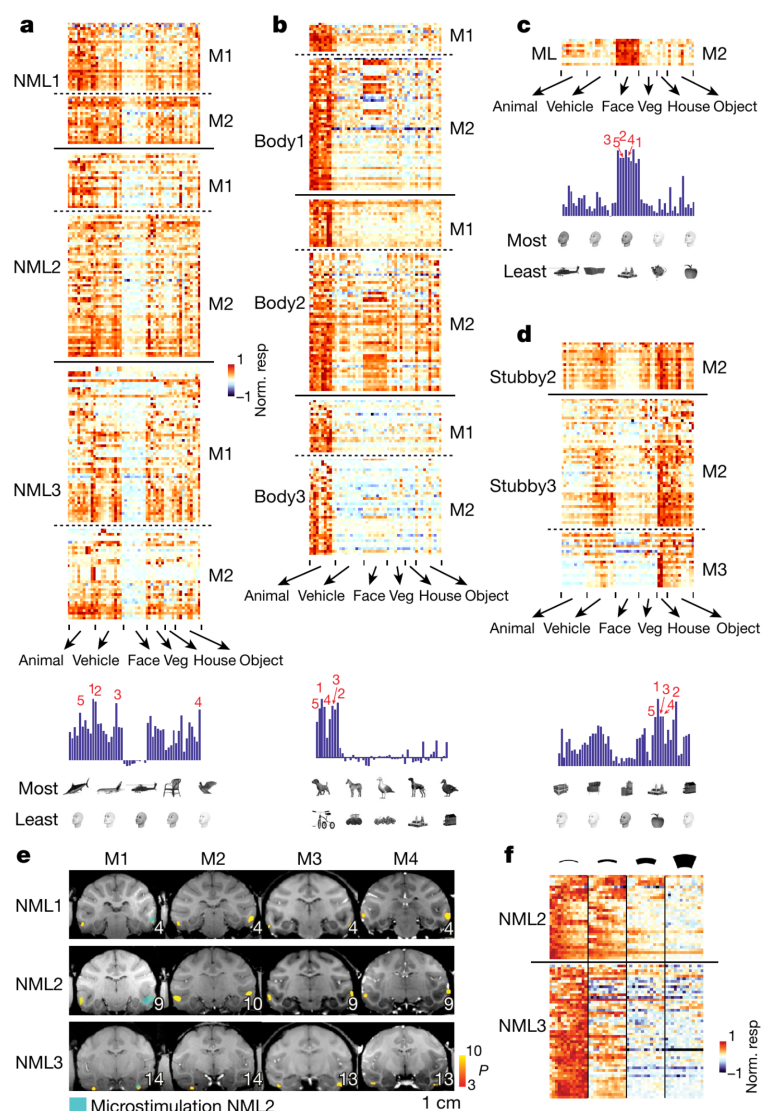 a
NML1
M1
M2
NML2
M1
M2
1
−1
Norm. resp
NML3
M1
M2
Animal Vehicle Face Veg House Object
5 1 2 3 4
Most
Least
b
Body1
M1
M2
Body2
M1
M2
Body3
M1
M2
Animal Vehicle Face Veg House Object
5 1 4 3 2
c
ML
M2
Animal Vehicle Face Veg House Object
3 5 2 4 1
Most
Least
d
Stubby2
M2
Stubby3
M2
M3
Animal Vehicle Face Veg House Object
5 1 3 4 2
e
M1 M2 M3 M4
NML1
4 4 4 4
NML2
9 10 9 9
NML3
14 14 13 13
10
3
P
Microstimulation NML2
1 cm
f
NML2
NML3
1
−1
Norm. resp